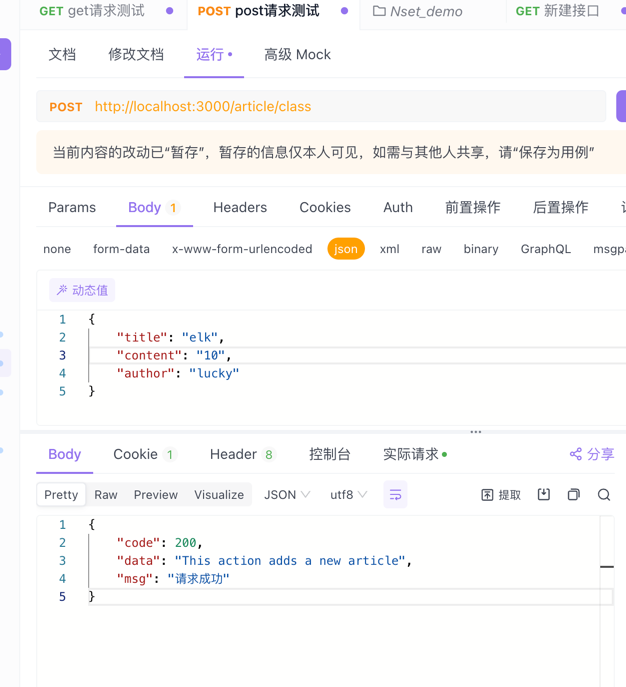 GET get请求测试 POST post请求测试 Nset_demo GET 新建接口
文档 修改文档 运行 高级 Mock
POST http://localhost:3000/article/class
当前内容的改动已“暂存”，暂存的信息仅本人可见，如需与其他人共享，请“保存为用例”
Params Body 1 Headers Cookies Auth 前置操作 后置操作
none form-data x-www-form-urlencoded json xml raw binary GraphQL msgp
动态值
1 {
2 "title": "elk",
3 "content": "10",
4 "author": "lucky"
5 }
Body Cookie 1 Header 8 控制台 实际请求 分享
Pretty Raw Preview Visualize JSON utf8 提取
1 {
2 "code": 200,
3 "data": "This action adds a new article",
4 "msg": "请求成功"
5 }